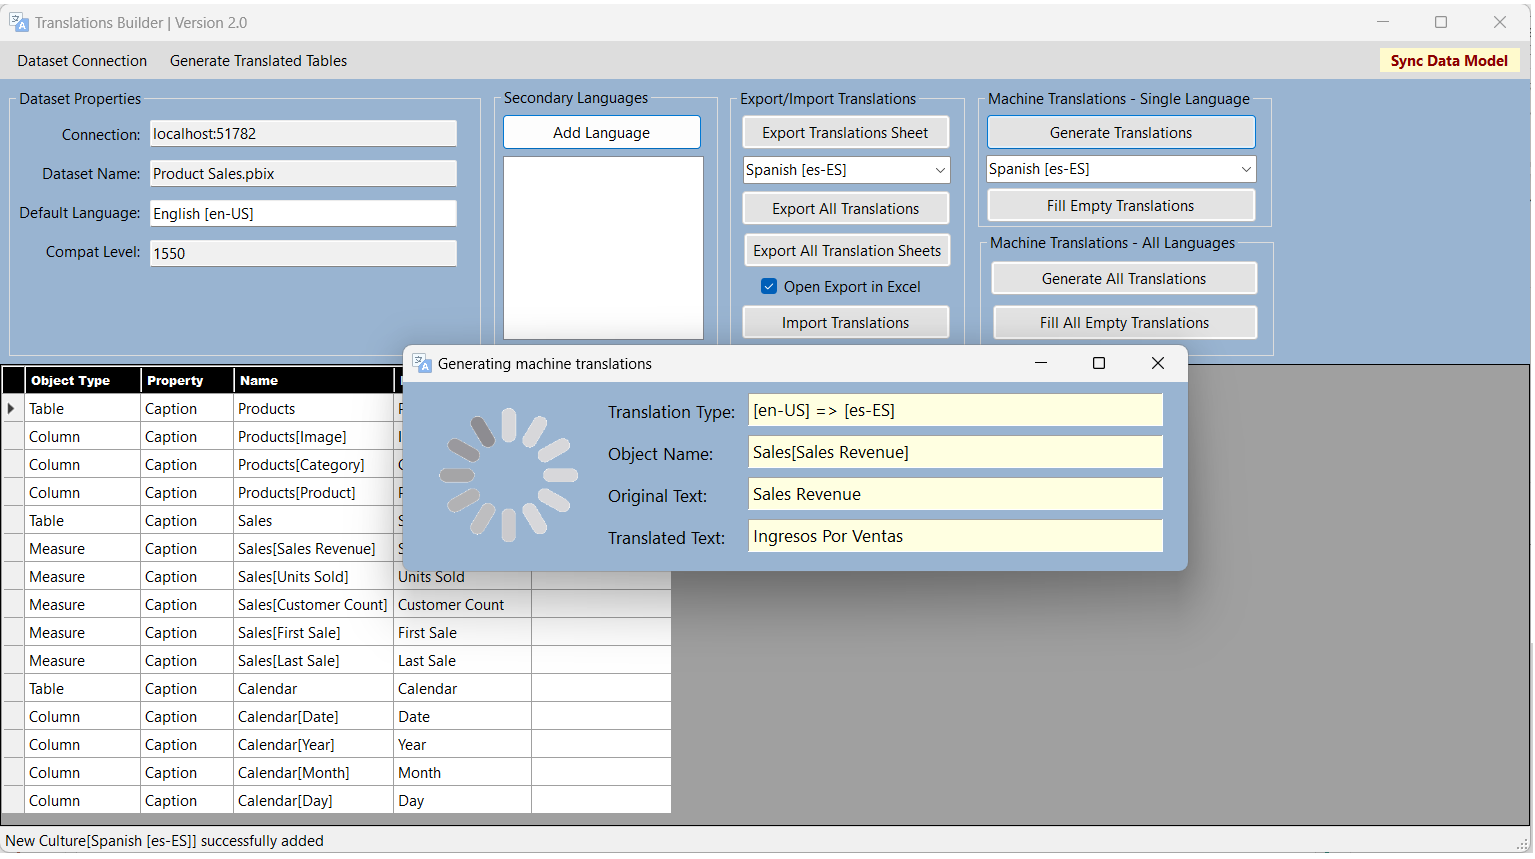 Translations Builder | Version 2.0
Dataset Connection
Generate Translated Tables
Sync Data Model
Dataset Properties
Connection:
localhost:51782
Dataset Name:
Product Sales.pbix
Default Language:
English [en-US]
Compat Level:
1550
Secondary Languages
Add Language
Export/Import Translations
Export Translations Sheet
Spanish [es-ES]
Export All Translations
Export All Translation Sheets
Open Export in Excel
Import Translations
Machine Translations - Single Language
Generate Translations
Spanish [es-ES]
Fill Empty Translations
Machine Translations - All Languages
Generate All Translations
Fill All Empty Translations
Generating machine translations
Translation Type:
[en-US] => [es-ES]
Object Name:
Sales[Sales Revenue]
Original Text:
Sales Revenue
Translated Text:
Ingresos Por Ventas
Object Type Property Name
Table Caption Products
Column Caption Products[Image]
Column Caption Products[Category]
Column Caption Products[Product]
Table Caption Sales
Measure Caption Sales[Sales Revenue]
Measure Caption Sales[Units Sold] Units Sold
Measure Caption Sales[Customer Count] Customer Count
Measure Caption Sales[First Sale] First Sale
Measure Caption Sales[Last Sale] Last Sale
Table Caption Calendar Calendar
Column Caption Calendar[Date] Date
Column Caption Calendar[Year] Year
Column Caption Calendar[Month] Month
Column Caption Calendar[Day] Day
New Culture[Spanish [es-ES]] successfully added